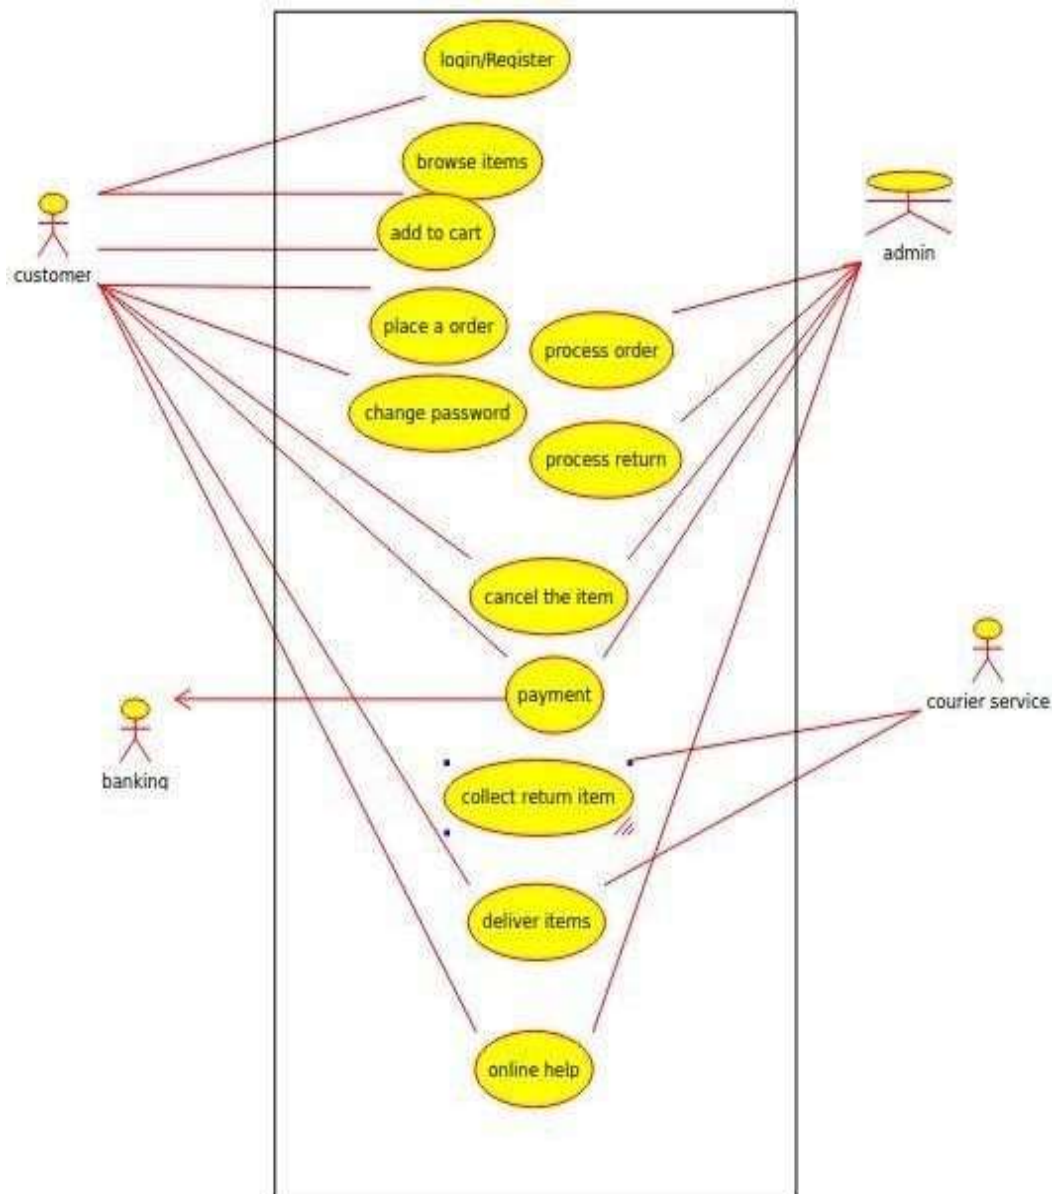 login/Register
browse items
add to cart
customer
admin
place a order
process order
change password
process return
cancel the item
payment
courier service
banking
collect return item
deliver items
online help